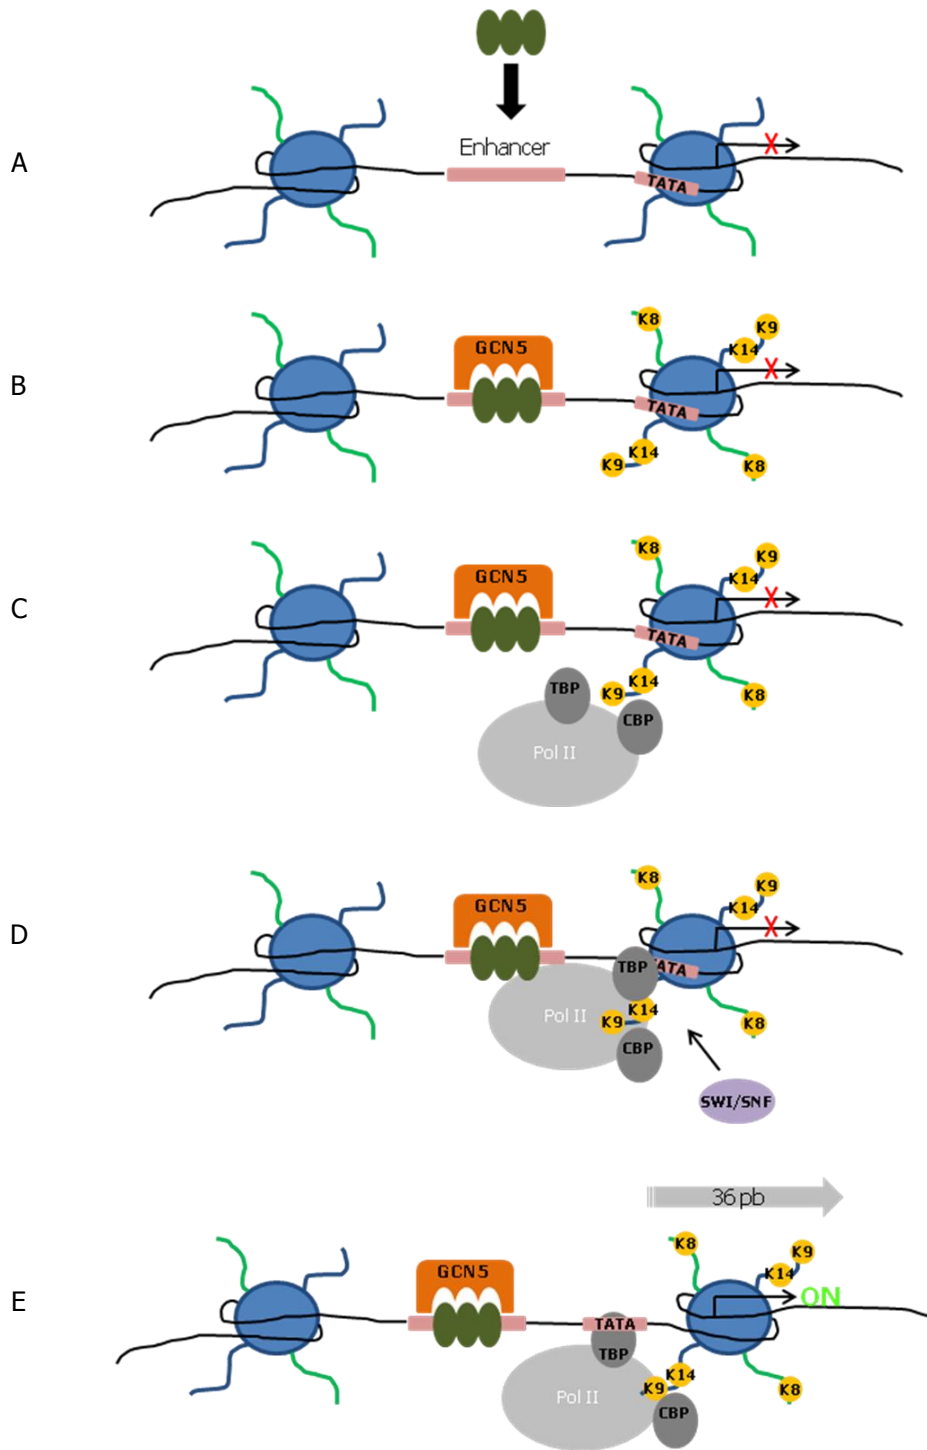 A
Enhancer
TATA
B
GCN5
K8
K9
K14
TATA
K14
K9
K8
C
GCN5
K8
K9
K14
TATA
K14
K9
K8
TBP
CBP
Pol II
D
GCN5
K8
K9
K14
TBP
ATA
K14
K9
K8
Pol II
CBP
SWI/SNF
36 pb
E
GCN5
K8
K9
K14
ON
TATA
TBP
K14
K9
K8
Pol II
CBP